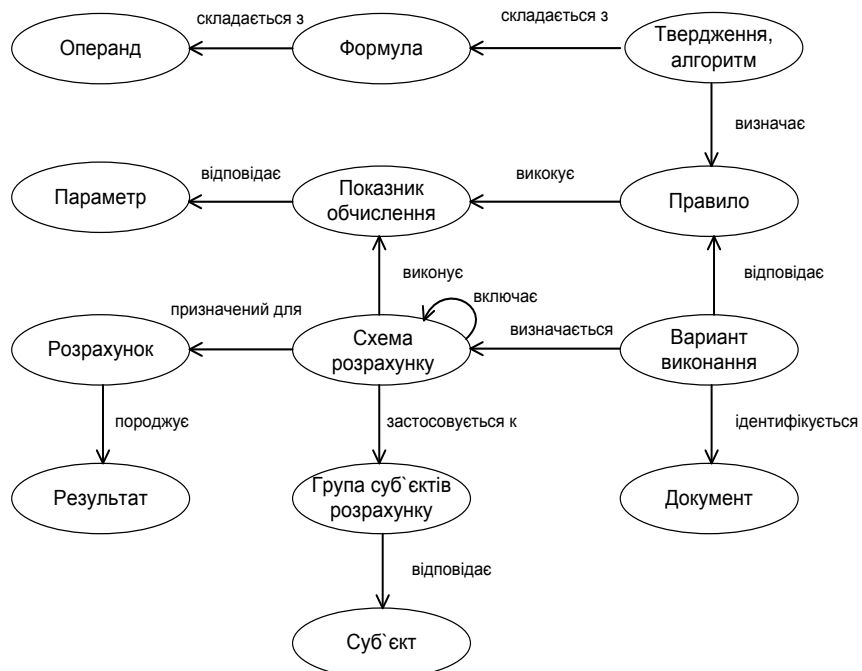 складається з
складається з
Операнд
Формула
Твердження,
алгоритм
визначає
відповідає
викокує
Параметр
Показник
обчислення
Правило
виконує
включає
відповідає
призначений для
визначається
Розрахунок
Схема
розрахунку
Вариант
виконання
породжує
застосовується к
ідентифікується
Результат
Група суб`єктів
розрахунку
Документ
відповідає
Суб`єкт